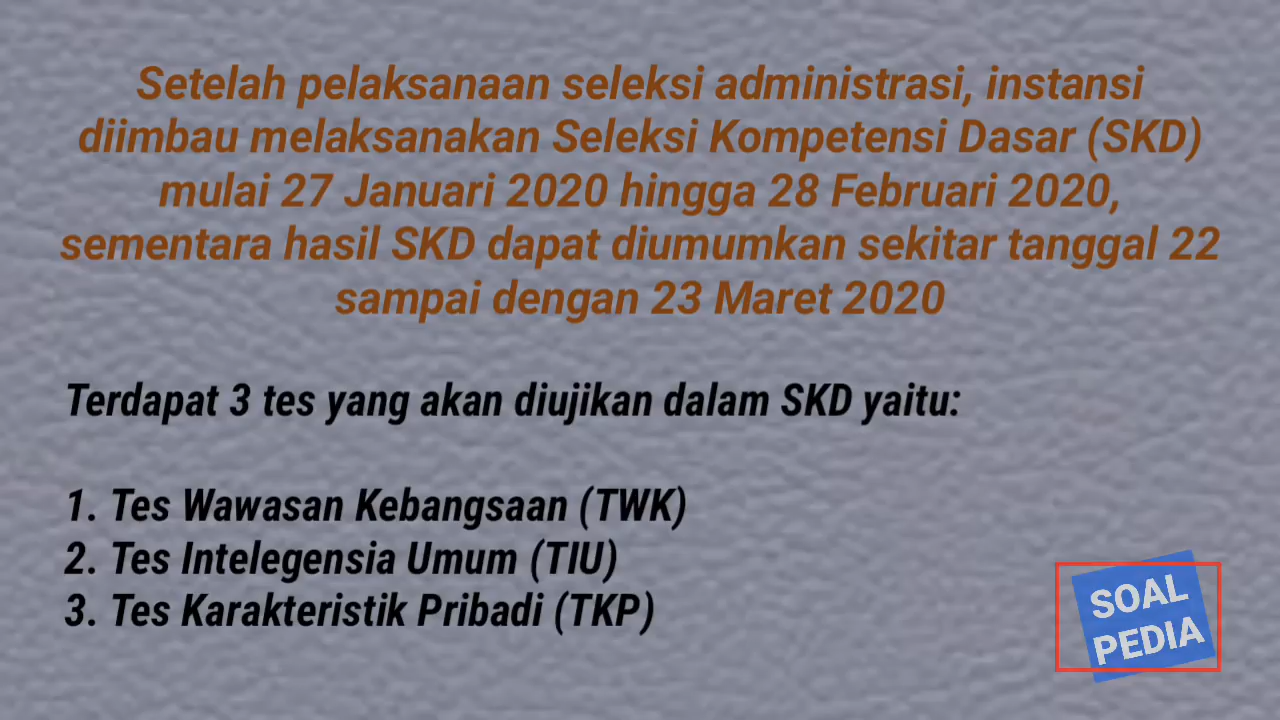 Setelah pelaksanaan seleksi administrasi, instansi
diimbau melaksanakan Seleksi Kompetensi Dasar (SKD)
mulai 27 Januari 2020 hingga 28 Februari 2020,
sementara hasil SKD dapat diumumkan sekitar tanggal 22
sampai dengan 23 Maret 2020
Terdapat 3 tes yang akan diujikan dalam SKD yaitu:
1. Tes Wawasan Kebangsaan (TWK)
2. Tes Intelegensia Umum (TIU)
3. Tes Karakteristik Pribadi (TKP)
SOAL
PEDIA